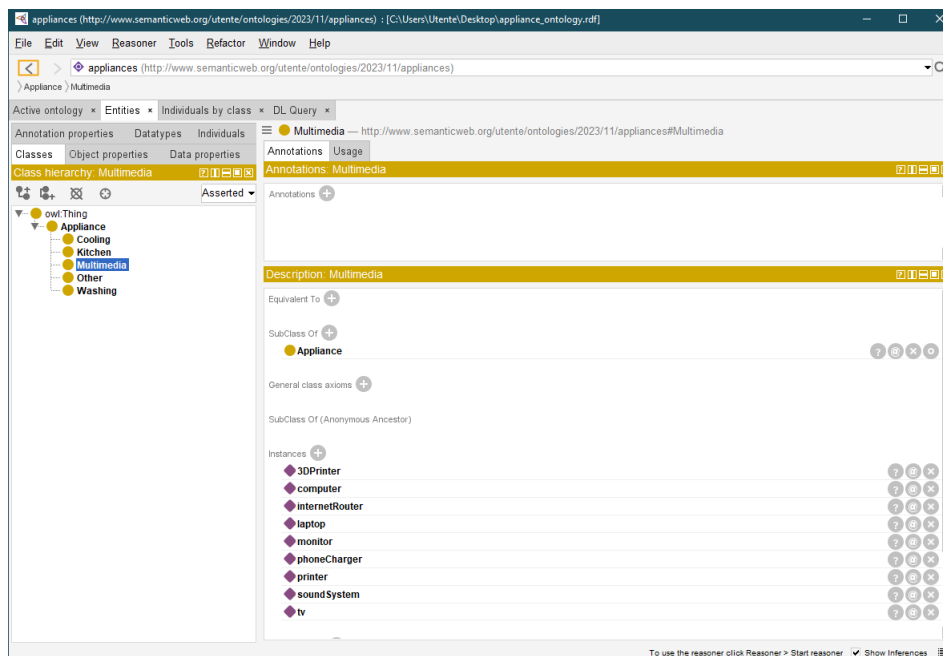 appliances (http://www.semanticweb.org/utente/ontologies/2023/11/appliances) : [C:\Users\Utente\Desktop\appliance_ontology.rdf]
File Edit View Reasoner Tools Refactor Window Help
appliances (http://www.semanticweb.org/utente/ontologies/2023/11/appliances)
Appliance Multimedia
Active ontology × Entities × Individuals by class × DL Query ×
Annotation properties Datatypes Individuals
Classes Object properties Data properties
Class hierarchy: Multimedia
Asserted
owl:Thing
Appliance
Cooling
Kitchen
Multimedia
Other
Washing
Multimedia — http://www.semanticweb.org/utente/ontologies/2023/11/appliances#Multimedia
Annotations Usage
Annotations: Multimedia
Annotations
Description: Multimedia
Equivalent To
SubClass Of
Appliance
General class axioms
SubClass Of (Anonymous Ancestor)
Instances
3DPrinter
computer
internetRouter
laptop
monitor
phoneCharger
printer
soundSystem
tv
To use the reasoner click Reasoner > Start reasoner Show Inferences